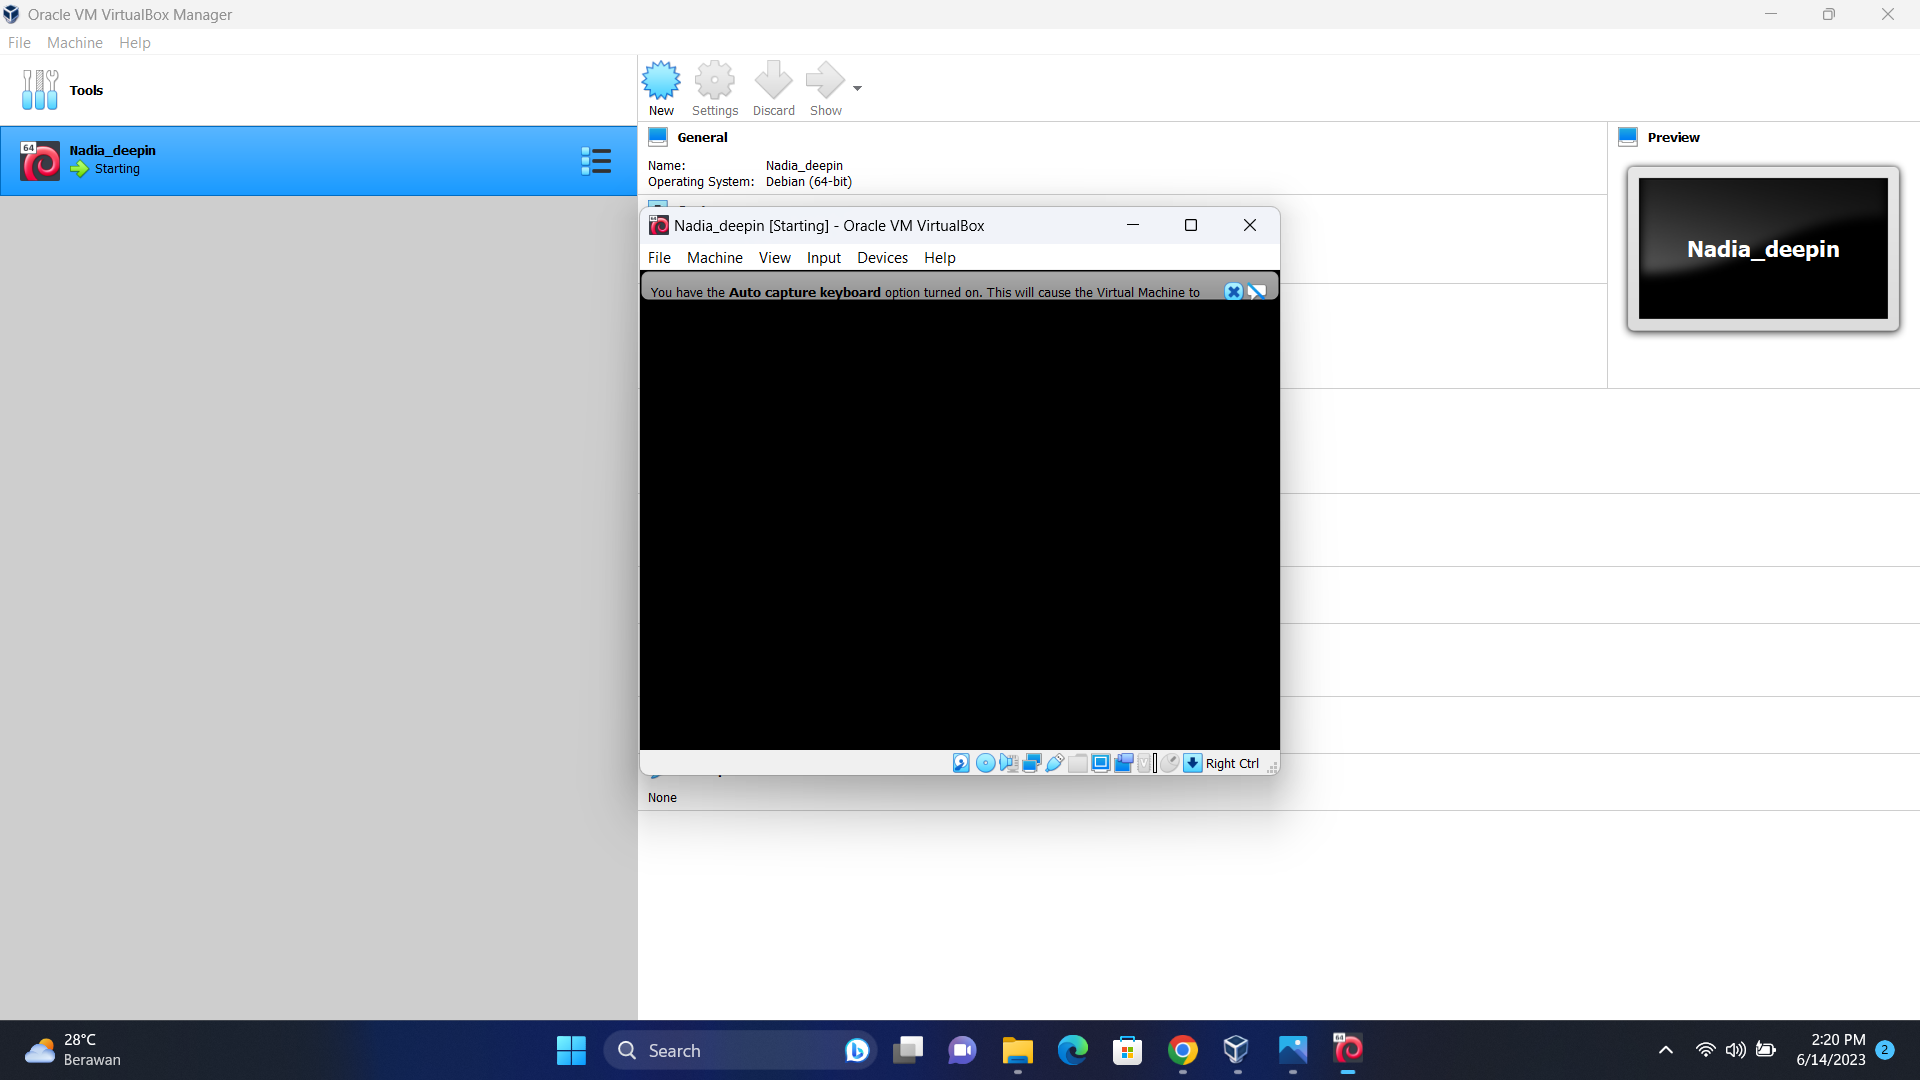 Oracle VM VirtualBox Manager
File Machine Help
Tools
New Settings Discard Show
64
Nadia_deepin
Starting
General
Name: Nadia_deepin
Operating System: Debian (64-bit)
Preview
Nadia_deepin
Nadia_deepin [Starting] - Oracle VM VirtualBox
File Machine View Input Devices Help
You have the Auto capture keyboard option turned on. This will cause the Virtual Machine to
Right Ctrl
None
28°C
Berawan
Search
64
2:20 PM
6/14/2023
2